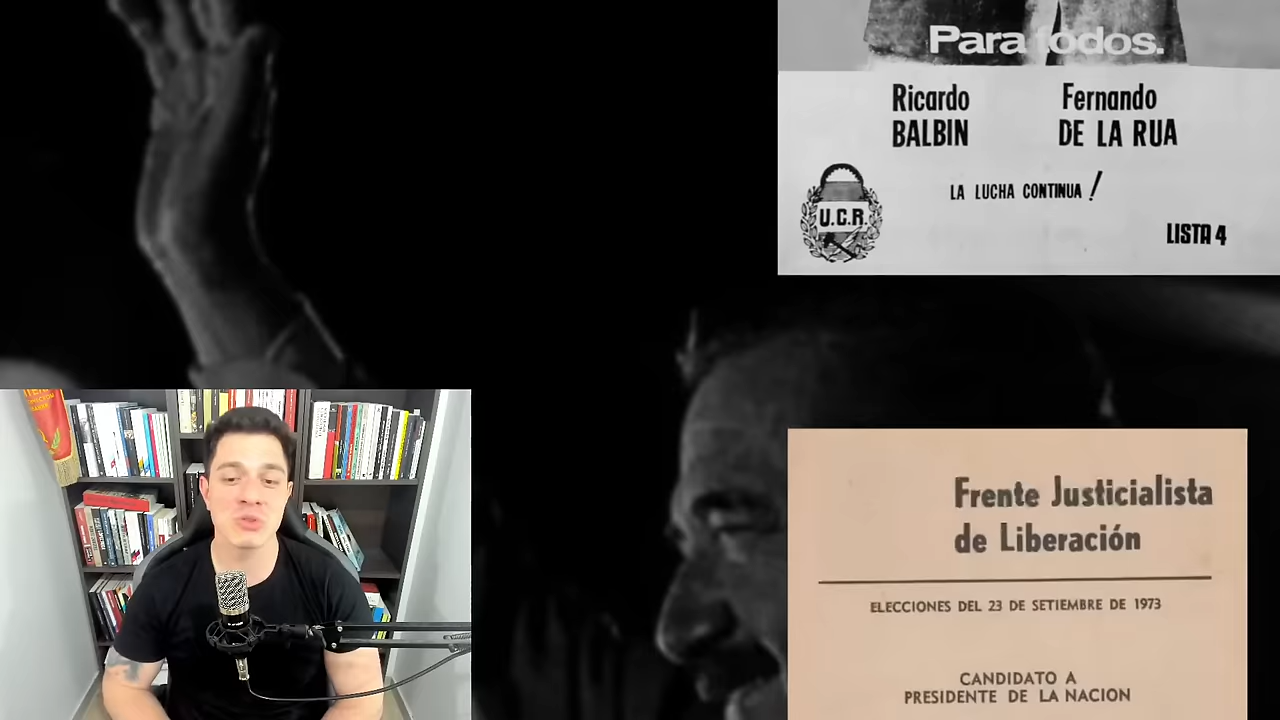 Para todos.
Ricardo
BALBIN
Fernando
DE LA RUA
LA LUCHA CONTINUA!
U.C.R.
LISTA 4
Frente Justicialista
de Liberación
ELECCIONES DEL 23 DE SETIEMBRE DE 1973
CANDIDATO A
PRESIDENTE DE LA NACION